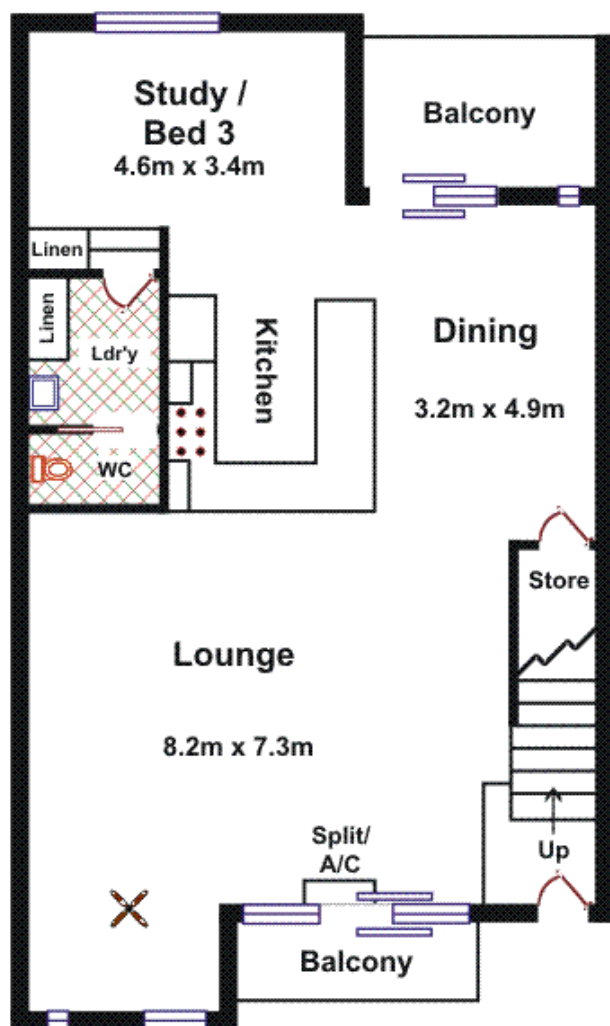 Study /
Bed 3
4.6m x 3.4m
Balcony
Linen
Linen
Ldr'y
Kitchen
Dining
3.2m x 4.9m
WC
Store
Lounge
8.2m x 7.3m
Split/
A/C
Up
Balcony